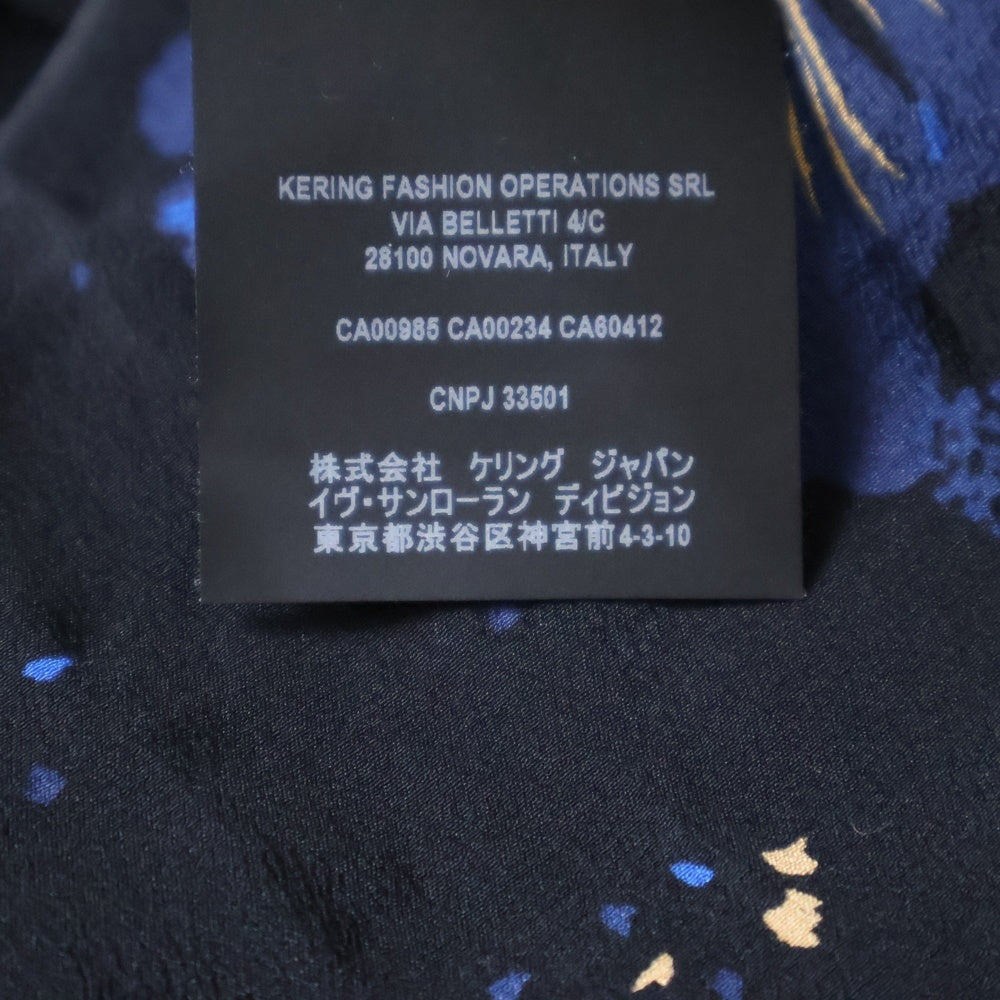 KERING FASHION OPERATIONS SRL
VIA BELLETTI 4/C
28100 NOVARA, ITALY
CA00985 CA00234 CA60412
CNPJ 33501
株式会社 ケリング ジャパン
イヴ・サンローラン ディビジョン
東京都渋谷区神宮前4-3-10